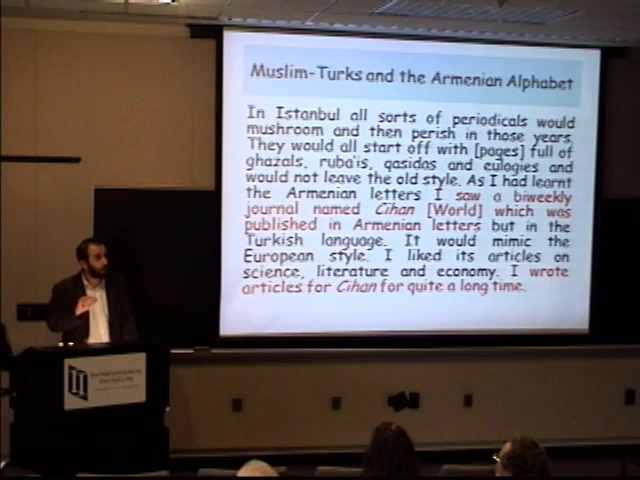 Muslim-Turks and the Armenian Alphabet
In Istanbul all sorts of periodicals would
mushroom and then perish in those years.
They would all start off with [pages] full of
ghazals, ruba'is, qasidas and eulogies and
would not leave the old style. As I had learnt
the Armenian letters I saw a biweekly
journal named Cihan [World] which was
published in Armenian letters but in the
Turkish language. It would mimic the
European style. I liked its articles on
science, literature and economy. I wrote
articles for Cihan for quite a long time.
INTERNATIONAL
INSTITUTE